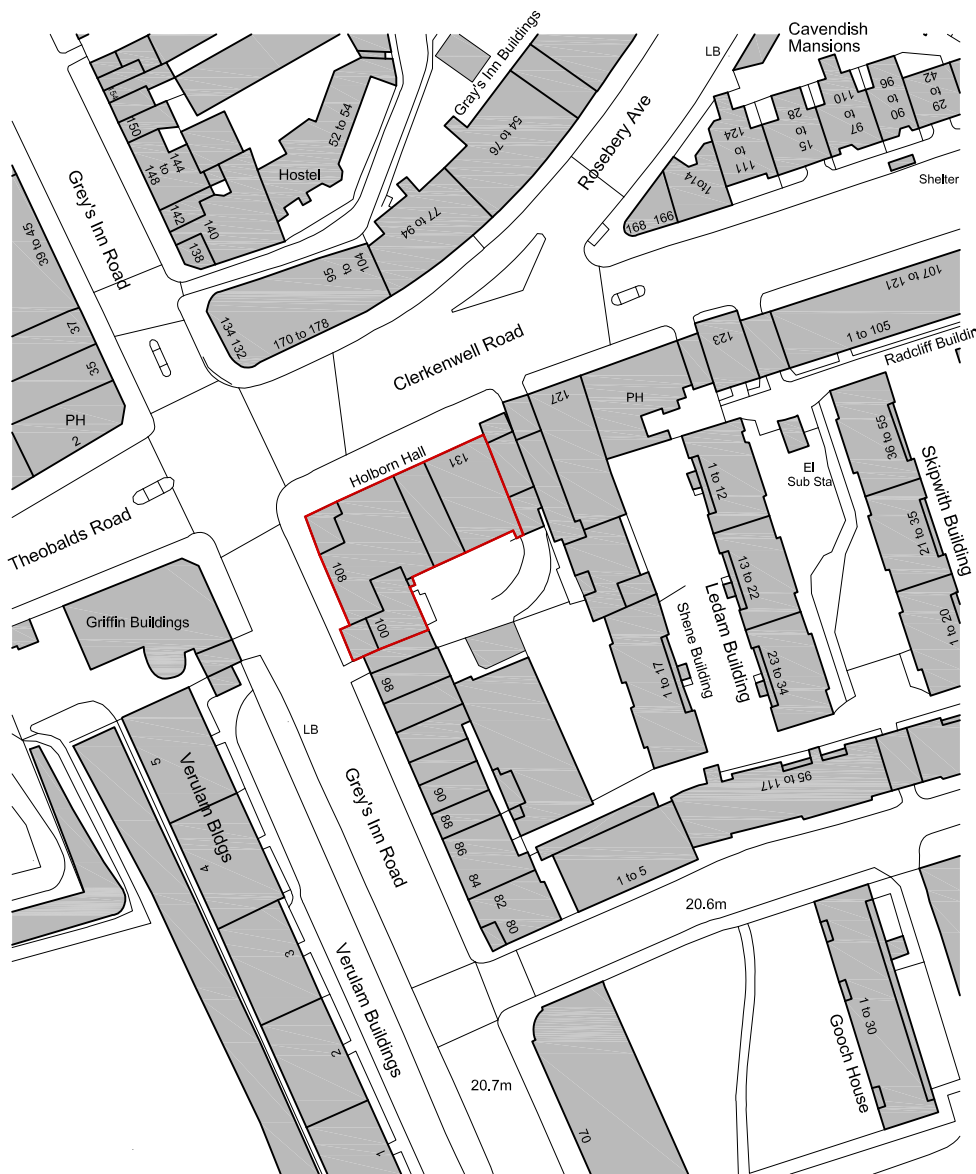 Cavendish
Mansions
LB
Gray's Inn Buildings
54 to 76
Rosebery Ave
42
to
29
96
to
90
110
to
97
28
to
15
124
to
111
1to14
Shelter
166
168
54
150
144
to
148
142
140
138
52 to 54
Hostel
77 to 94
Grey's Inn Road
39 to 45
37
35
PH
2
104
to
95
134
132
170 to 178
Clerkenwell Road
107 to 121
1 to 105
123
Radcliff Buildin
127
PH
Holborn Hall
131
1 to 12
El
Sub Sta
36 to 55
Skipwith Building
21 to 35
1 to 20
Theobalds Road
108
100
13 to 22
Ledam Building
23 to 34
Shene Building
1 to 17
Griffin Buildings
98
LB
5
Verulam Bldgs
4
3
2
1
Grey's Inn Road
90
88
86
84
82
80
95 to 117
1 to 5
20.6m
Verulam Buildings
20.7m
70
1 to 30
Gooch House